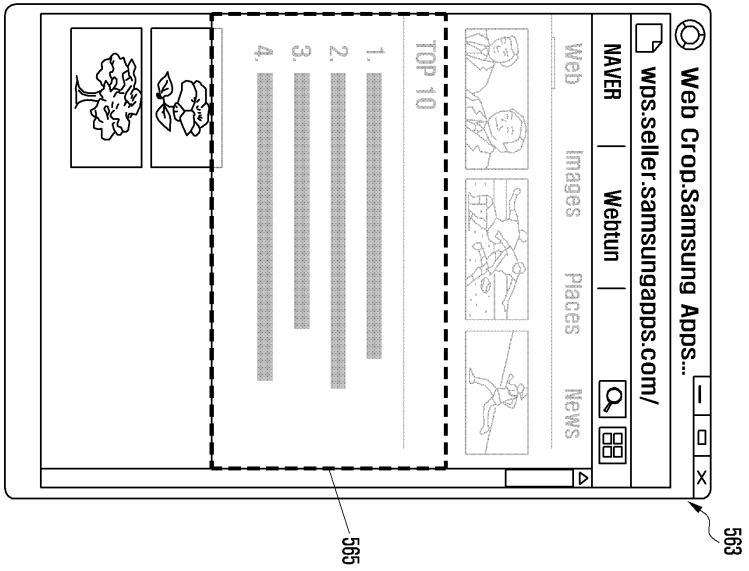 Web Crop.Samsung Apps...
wps.seller.samsungapps.com/
NAVER Webtun
Web Images Places News
TOP 10
1.
2.
3.
4.
563
565